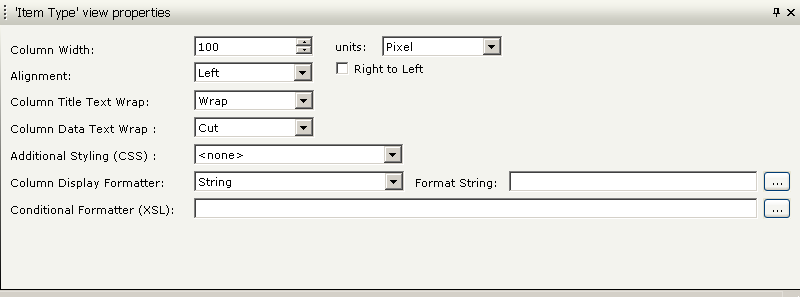 'Item Type' view properties
Column Width: 100 units: Pixel
Alignment: Left Right to Left
Column Title Text Wrap: Wrap
Column Data Text Wrap : Cut
Additional Styling (CSS) : <none>
Column Display Formatter: String Format String: ...
Conditional Formatter (XSL): ...